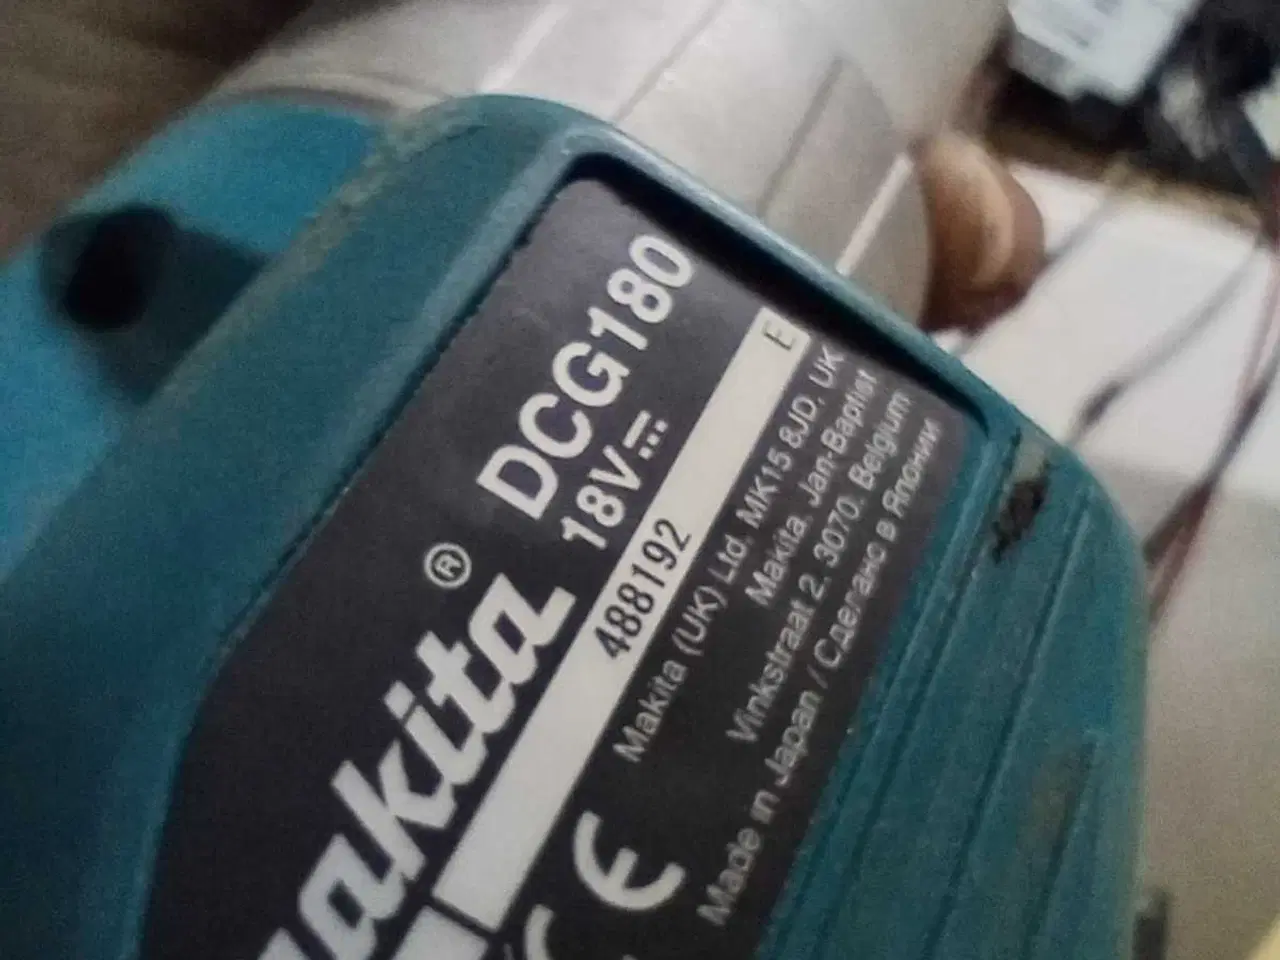 makita®
DCG180
18V
488192 E
Makita (UK) Ltd. MK15 8JD, UK
Makita, Jan-Baptist
Vinkstraat 2, 3070, Belgium
Made in Japan / Сделано в Японии
CE